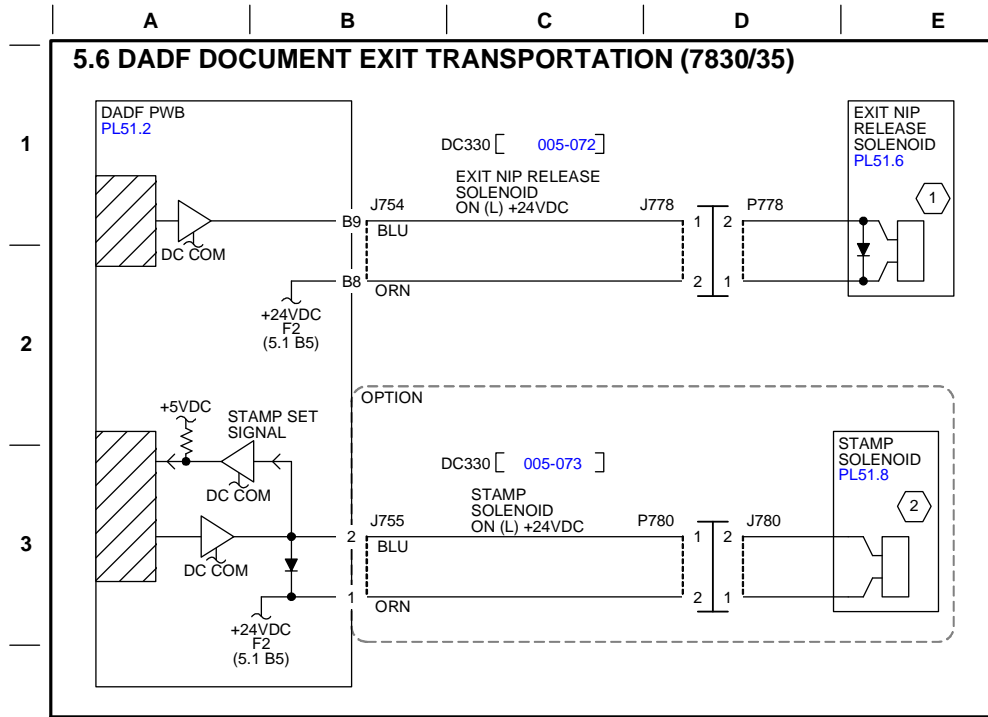 A B C D E
5.6 DADF DOCUMENT EXIT TRANSPORTATION (7830/35)
1
DADF PWB
PL51.2
DC COM
B9
J754
BLU
DC330 [ 005-072]
EXIT NIP RELEASE
SOLENOID
ON (L) +24VDC
J778
1 2
P778
EXIT NIP
RELEASE
SOLENOID
PL51.6
1
2
B8
ORN
2 1
+24VDC
F2
(5.1 B5)
OPTION
+5VDC
STAMP SET
SIGNAL
DC COM
3
DC COM
2
J755
BLU
DC330 [ 005-073 ]
STAMP
SOLENOID
ON (L) +24VDC
P780
1 2
J780
STAMP
SOLENOID
PL51.8
2
1
ORN
2 1
+24VDC
F2
(5.1 B5)